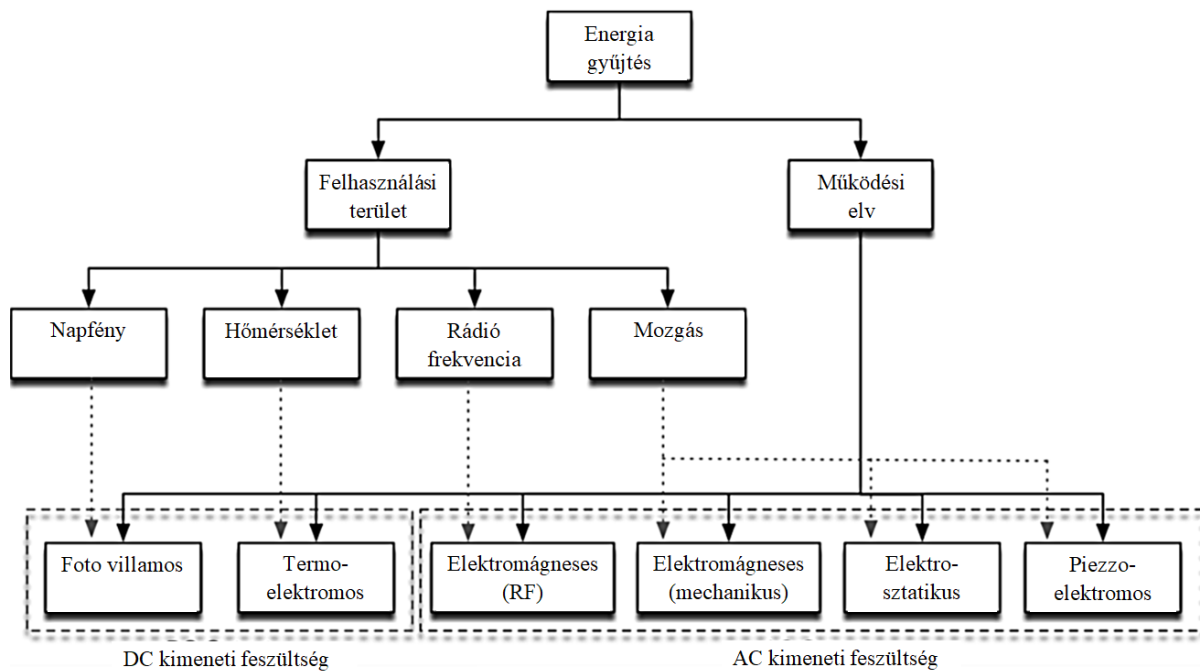 Energia
gyűjtés
Felhasználási
terület
Működési
elv
Napfény
Hőmérséklet
Rádió
frekvencia
Mozgás
Foto villamos
Termo-
elektromos
Elektromágneses
(RF)
Elektromágneses
(mechanikus)
Elektro-
sztatikus
Piezzo-
elektromos
DC kimeneti feszültség
AC kimeneti feszültség